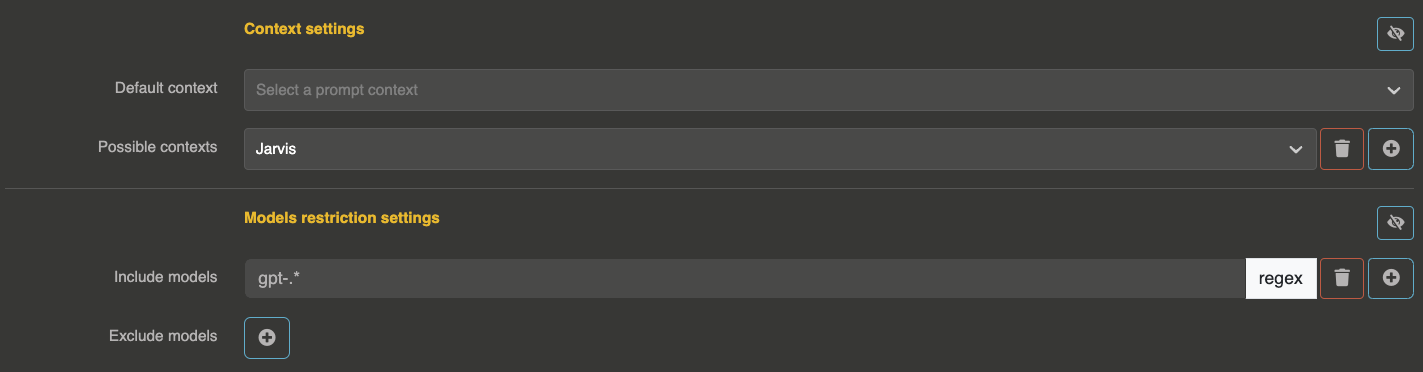 Context settings
Default context
Select a prompt context
Possible contexts
Jarvis
Models restriction settings
Include models
gpt-.*
regex
Exclude models